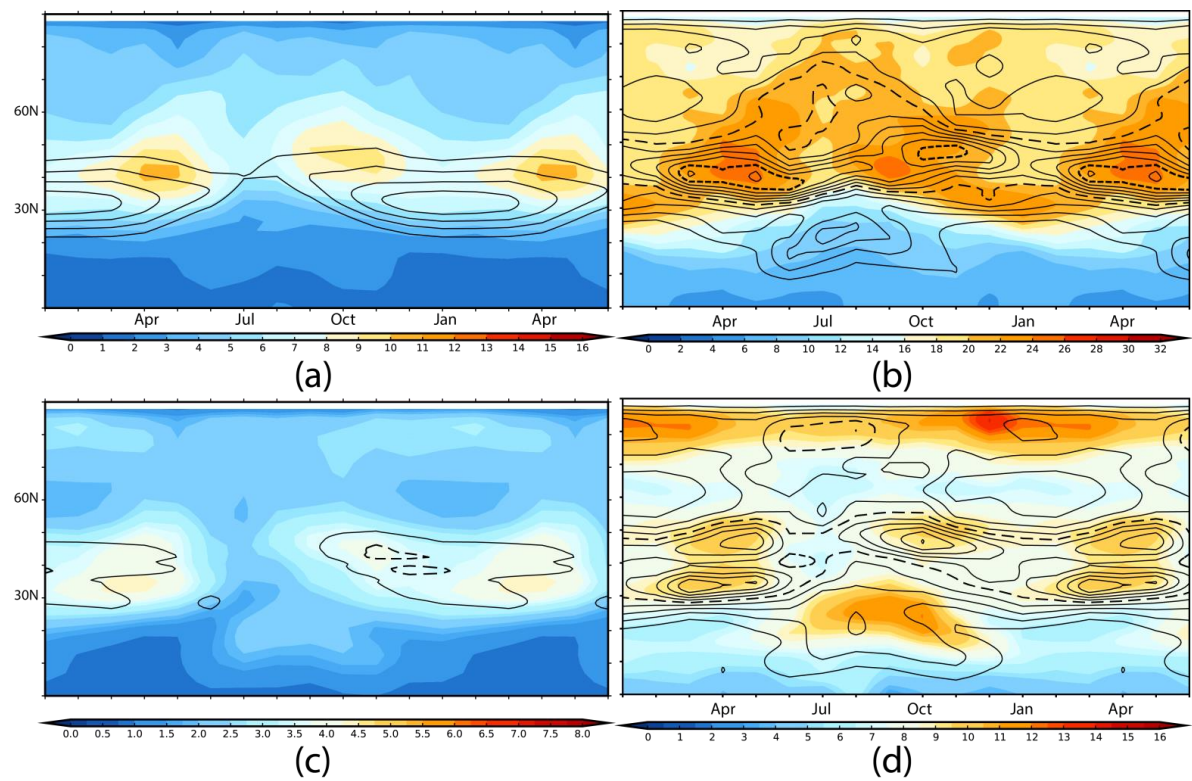 60N
30N
Apr Jul Oct Jan Apr
0 1 2 3 4 5 6 7 8 9 10 11 12 13 14 15 16
(a)
Apr Jul Oct Jan Apr
0 2 4 6 8 10 12 14 16 18 20 22 24 26 28 30 32
(b)
60N
30N
0.0 0.5 1.0 1.5 2.0 2.5 3.0 3.5 4.0 4.5 5.0 5.5 6.0 6.5 7.0 7.5 8.0
(c)
Apr Jul Oct Jan Apr
0 1 2 3 4 5 6 7 8 9 10 11 12 13 14 15 16
(d)